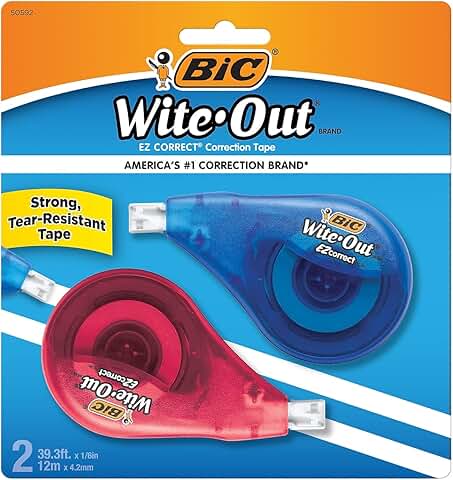 50592
BiC
Wite·Out®
BRAND
EZ CORRECT® Correction Tape
AMERICA'S #1 CORRECTION BRAND*
Strong,
Tear-Resistant
Tape
BiC
Wite·Out
EZcorrect
BiC
Wite·Out
EZcorrect
2 39.3ft. x 1/6in
12m x 4.2mm